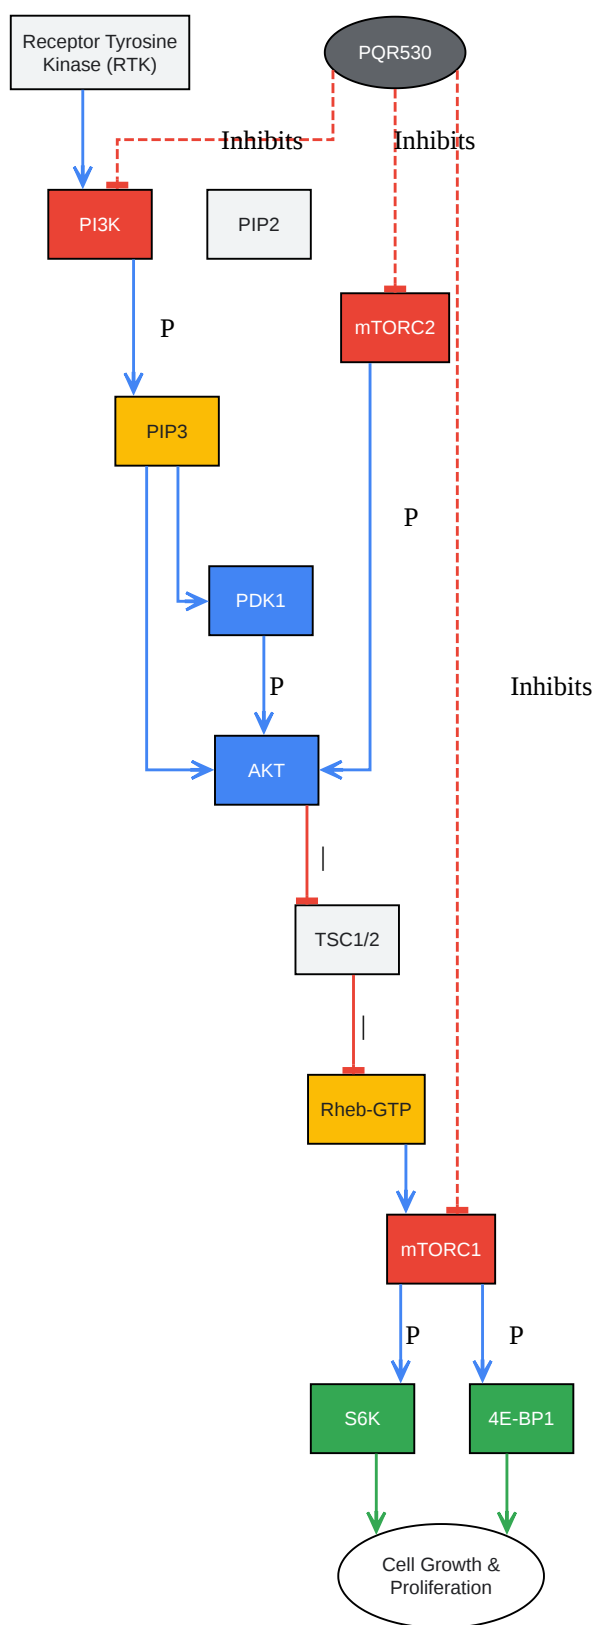 Receptor Tyrosine
Kinase (RTK)
PQR530
Inhibits
Inhibits
PI3K
PIP2
mTORC2
P
PIP3
P
PDK1
Inhibits
P
AKT
|
TSC1/2
|
Rheb-GTP
mTORC1
P
P
S6K
4E-BP1
Cell Growth &
Proliferation